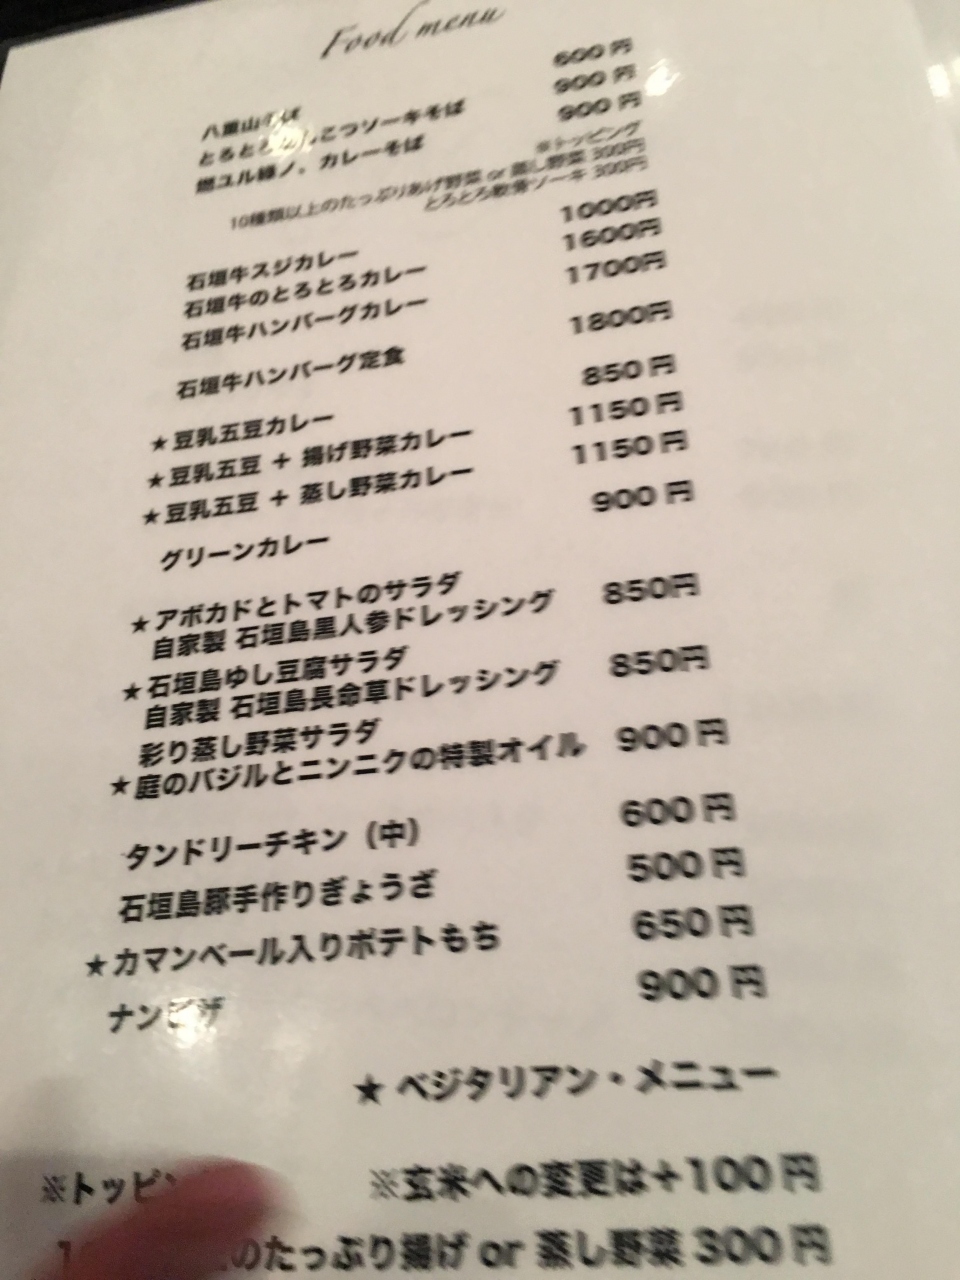 Food menu
八重山そば 600円
とろとろなんこつソーキそば 900円
燃ユル緑ノ、カレーそば 900円
※トッピング
10種類以上のたっぷりあげ野菜 or 蒸し野菜 300円
とろとろ軟骨ソーキ 300円
石垣牛スジカレー 1000円
石垣牛のとろとろカレー 1600円
石垣牛ハンバーグカレー 1700円
石垣牛ハンバーグ定食 1800円
★豆乳五豆カレー 850円
★豆乳五豆 + 揚げ野菜カレー 1150円
★豆乳五豆 + 蒸し野菜カレー 1150円
グリーンカレー 900円
★アボカドとトマトのサラダ
自家製 石垣島黒人参ドレッシング 850円
★石垣島ゆし豆腐サラダ
自家製 石垣島長命草ドレッシング 850円
彩り蒸し野菜サラダ
★庭のバジルとニンニクの特製オイル 900円
タンドリーチキン（中） 600円
石垣島豚手作りぎょうざ 500円
★カマンベール入りポテトもち 650円
ナンピザ 900円
★ ベジタリアン・メニュー
※トッピン ※玄米への変更は+100円
のたっぷり揚げ or 蒸し野菜 300円